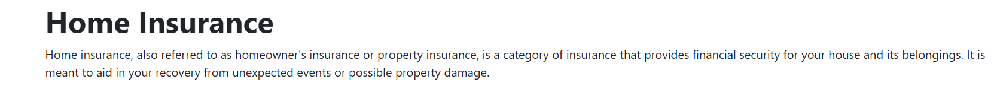 Home Insurance
Home insurance, also referred to as homeowner's insurance or property insurance, is a category of insurance that provides financial security for your house and its belongings. It is
meant to aid in your recovery from unexpected events or possible property damage.